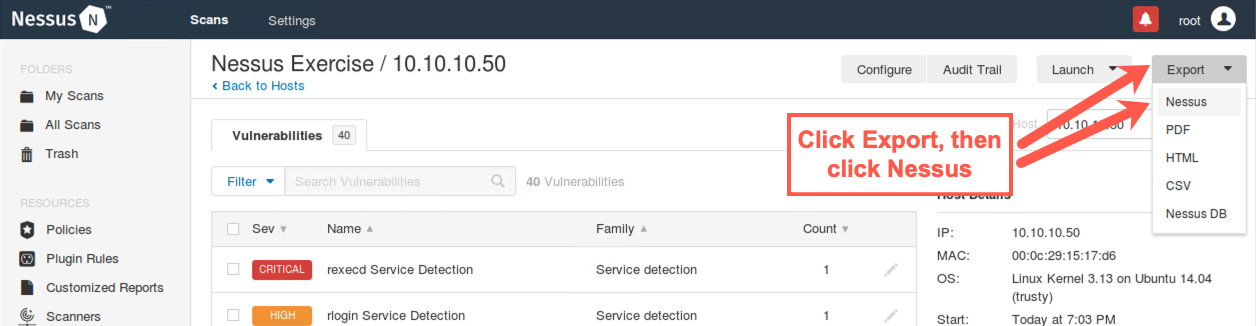 Nessus N
Scans
Settings
root
FOLDERS
My Scans
All Scans
Trash
RESOURCES
Policies
Plugin Rules
Customized Reports
Scanners
Nessus Exercise / 10.10.10.50
Back to Hosts
Configure
Audit Trail
Launch
Export
Nessus
PDF
HTML
CSV
Nessus DB
Click Export, then
click Nessus
Host
10.10.10.50
Vulnerabilities 40
Filter
Search Vulnerabilities
40 Vulnerabilities
Sev
Name
Family
Count
CRITICAL
rexecd Service Detection
Service detection
1
HIGH
rlogin Service Detection
Service detection
1
Host Details
IP: 10.10.10.50
MAC: 00:0c:29:15:17:d6
OS: Linux Kernel 3.13 on Ubuntu 14.04
(trusty)
Start: Today at 7:03 PM